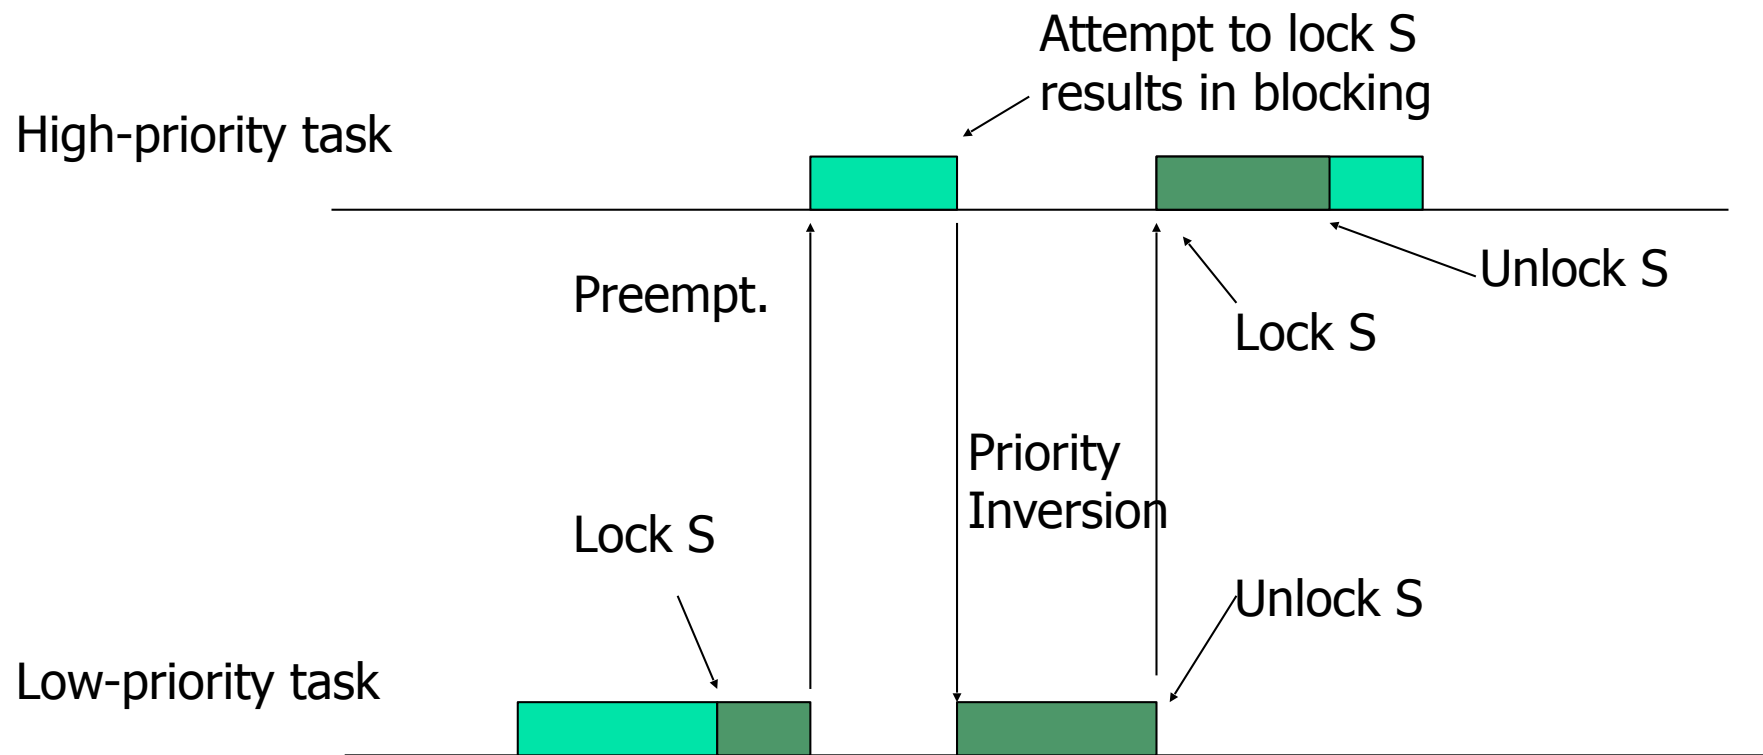 Attempt to lock S
results in blocking
High-priority task
Preempt.
Unlock S
Lock S
Priority
Inversion
Lock S
Unlock S
Low-priority task